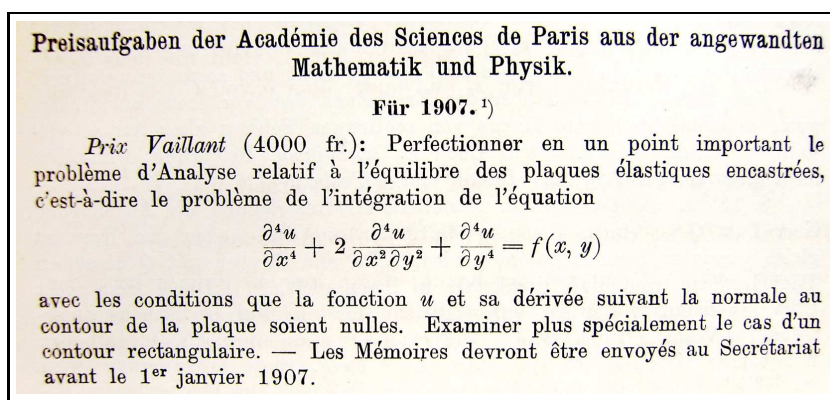 Preisaufgaben der Académie des Sciences de Paris aus der angewandten
Mathematik und Physik.
Für 1907.¹)
Prix Vaillant (4000 fr.): Perfectionner en un point important le
problème d'Analyse relatif à l'équilibre des plaques élastiques encastrées,
c'est-à-dire le problème de l'intégration de l'équation
∂⁴u/∂x⁴ + 2 ∂⁴u/∂x²∂y² + ∂⁴u/∂y⁴ = f(x, y)
avec les conditions que la fonction u et sa dérivée suivant la normale au
contour de la plaque soient nulles. Examiner plus spécialement le cas d'un
contour rectangulaire. — Les Mémoires devront être envoyés au Secrétariat
avant le 1er janvier 1907.